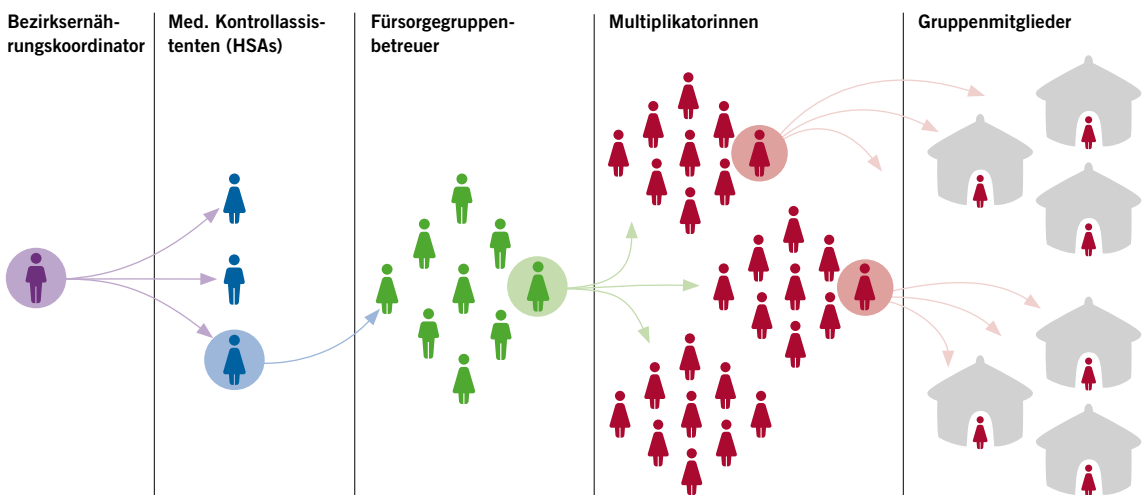 Bezirksernäh-
rungskoordinator
Med. Kontrollassis-
tenten (HSAs)
Fürsorgegruppen-
betreuer
Multiplikatorinnen
Gruppenmitglieder